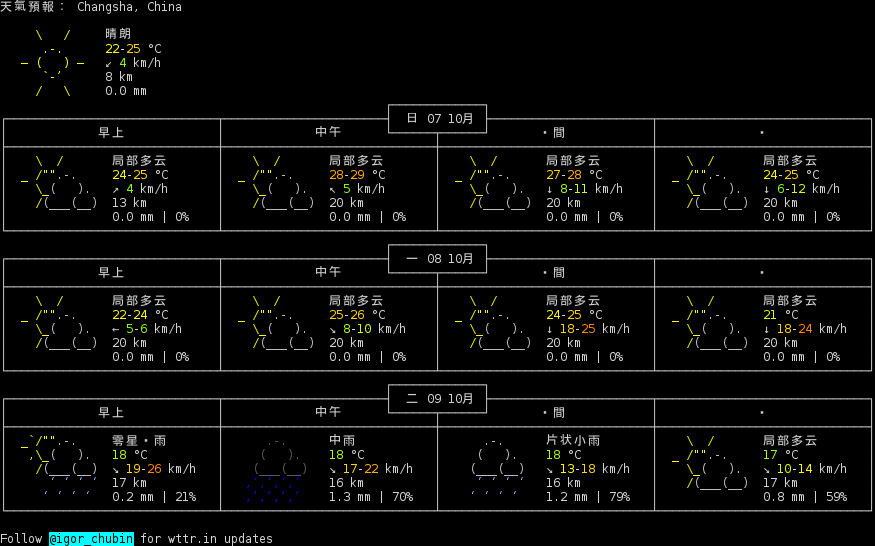 天氣預報： Changsha, China
晴朗
22-25 °C
↙ 4 km/h
8 km
0.0 mm
日 07 10月
早上 中午 ·間 ·
局部多云 局部多云 局部多云 局部多云
24-25 °C 28-29 °C 27-28 °C 24-25 °C
↗ 4 km/h ↖ 5 km/h ↓ 8-11 km/h ↓ 6-12 km/h
13 km 20 km 20 km 20 km
0.0 mm | 0% 0.0 mm | 0% 0.0 mm | 0% 0.0 mm | 0%
一 08 10月
早上 中午 ·間 ·
局部多云 局部多云 局部多云 局部多云
22-24 °C 25-26 °C 24-25 °C 21 °C
← 5-6 km/h ↘ 8-10 km/h ↓ 18-25 km/h ↓ 18-24 km/h
20 km 20 km 20 km 20 km
0.0 mm | 0% 0.0 mm | 0% 0.0 mm | 0% 0.0 mm | 0%
二 09 10月
早上 中午 ·間 ·
零星·雨 中雨 片状小雨 局部多云
18 °C 18 °C 18 °C 17 °C
↘ 19-26 km/h ↘ 17-22 km/h ↘ 13-18 km/h ↘ 10-14 km/h
17 km 16 km 16 km 17 km
0.2 mm | 21% 1.3 mm | 70% 1.2 mm | 79% 0.8 mm | 59%
Follow @igor_chubin for wttr.in updates